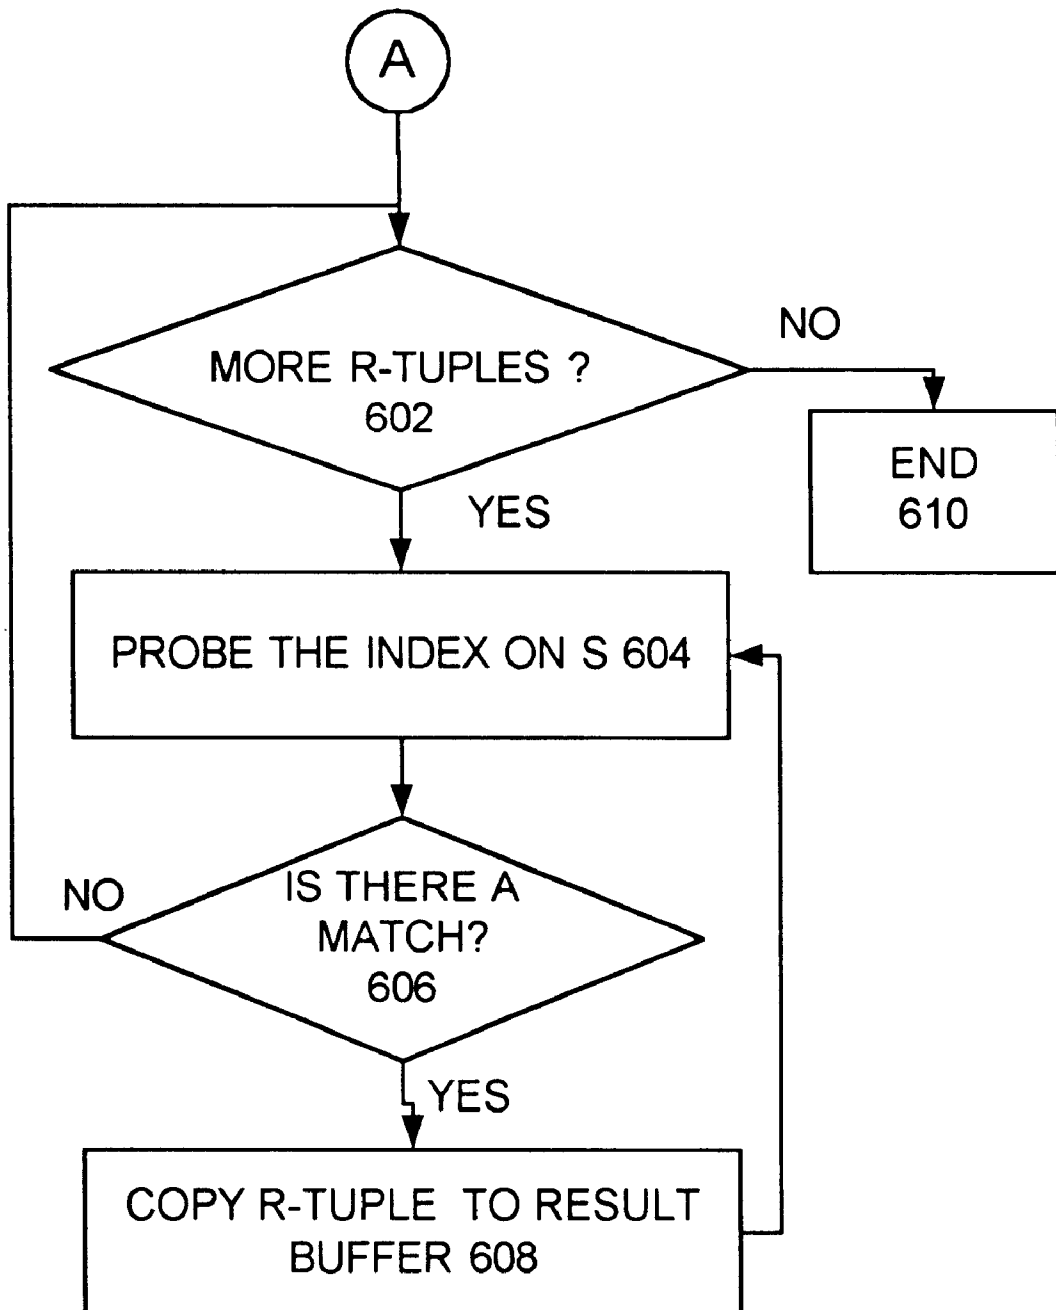 A
NO
MORE R-TUPLES ?
602
END
610
YES
PROBE THE INDEX ON S 604
NO
IS THERE A
MATCH?
606
YES
COPY R-TUPLE TO RESULT
BUFFER 608